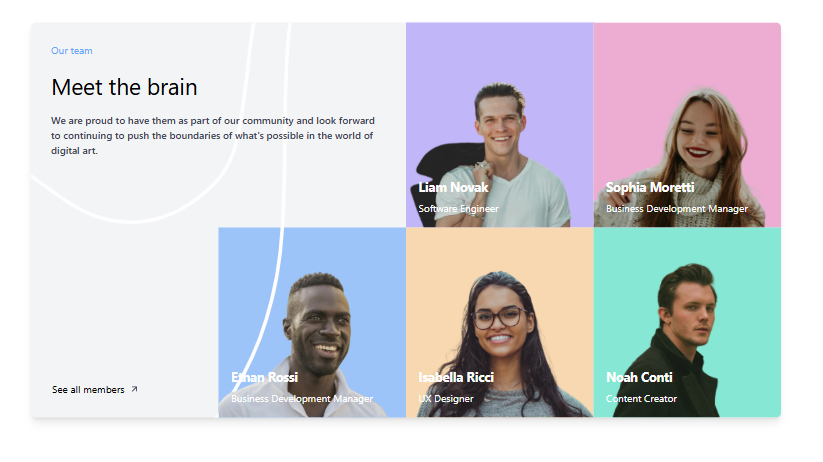 Our team
Meet the brain
We are proud to have them as part of our community and look forward
to continuing to push the boundaries of what's possible in the world of
digital art.
Liam Novak
Software Engineer
Sophia Moretti
Business Development Manager
Ethan Rossi
Business Development Manager
Isabella Ricci
UX Designer
Noah Conti
Content Creator
See all members